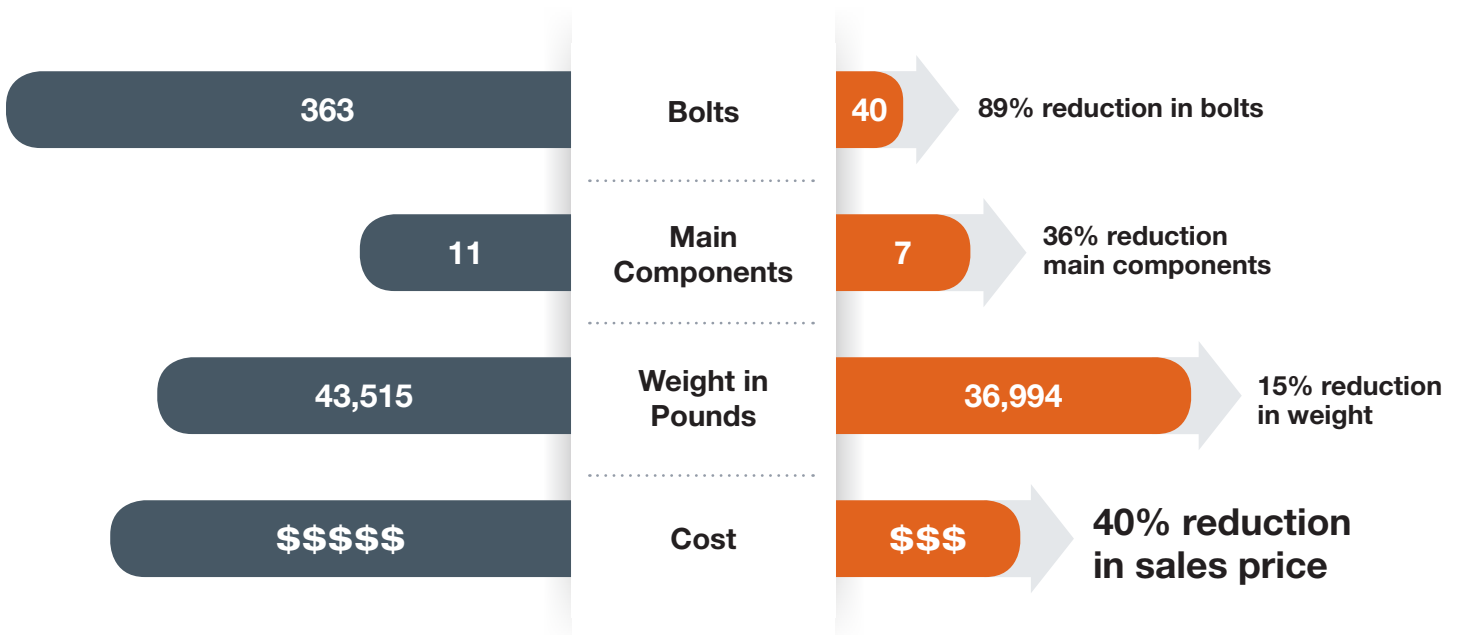 363
Bolts
40
89% reduction in bolts
11
Main
Components
7
36% reduction
main components
43,515
Weight in
Pounds
36,994
15% reduction
in weight
$$$$$
Cost
$$$
40% reduction
in sales price